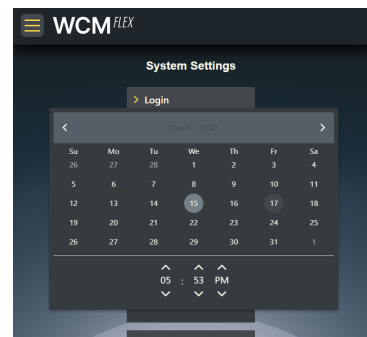 WCM FLEX
System Settings
> Login
< March >
Su Mo Tu We Th Fr Sa
26 27 28 1 2 3 4
5 6 7 8 9 10 11
12 13 14 15 16 17 18
19 20 21 22 23 24 25
26 27 28 29 30 31 1
05 : 53 PM